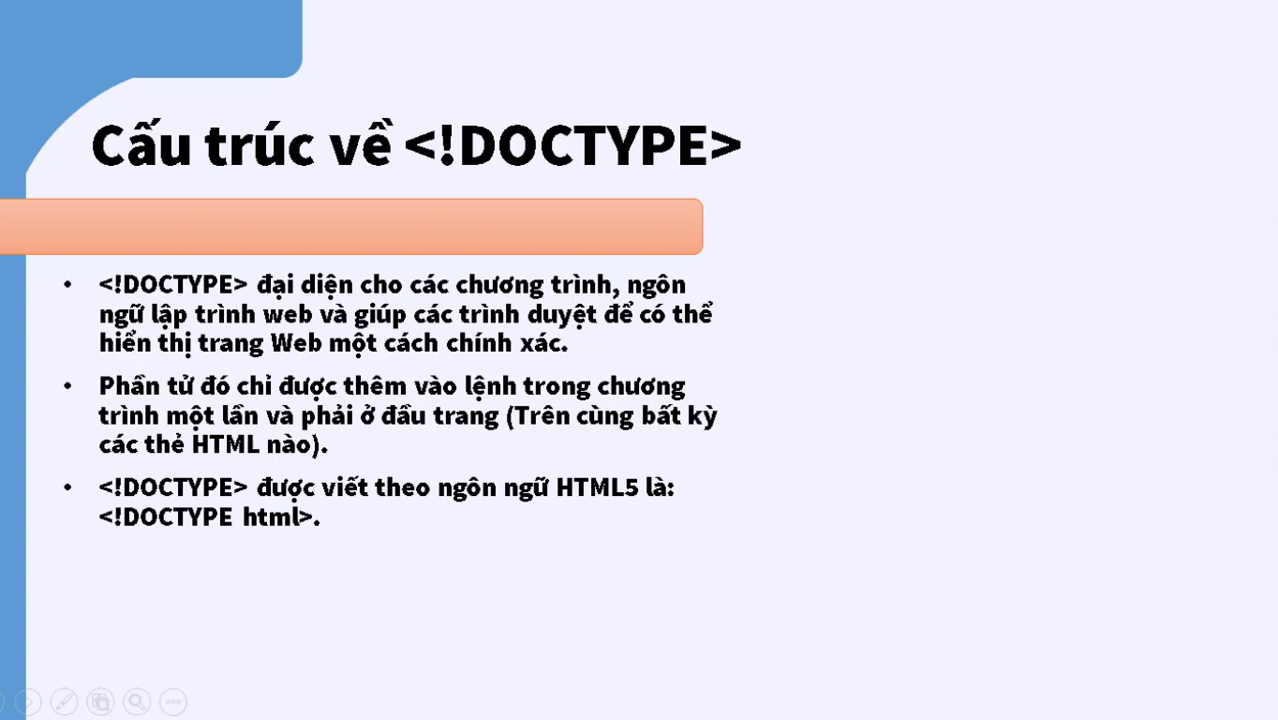 Cấu trúc về <!DOCTYPE>
• <!DOCTYPE> đại diện cho các chương trình, ngôn
ngữ lập trình web và giúp các trình duyệt để có thể
hiển thị trang Web một cách chính xác.
• Phần tử đó chỉ được thêm vào lệnh trong chương
trình một lần và phải ở đầu trang (Trên cùng bất kỳ
các thẻ HTML nào).
• <!DOCTYPE> được viết theo ngôn ngữ HTML5 là:
<!DOCTYPE html>.